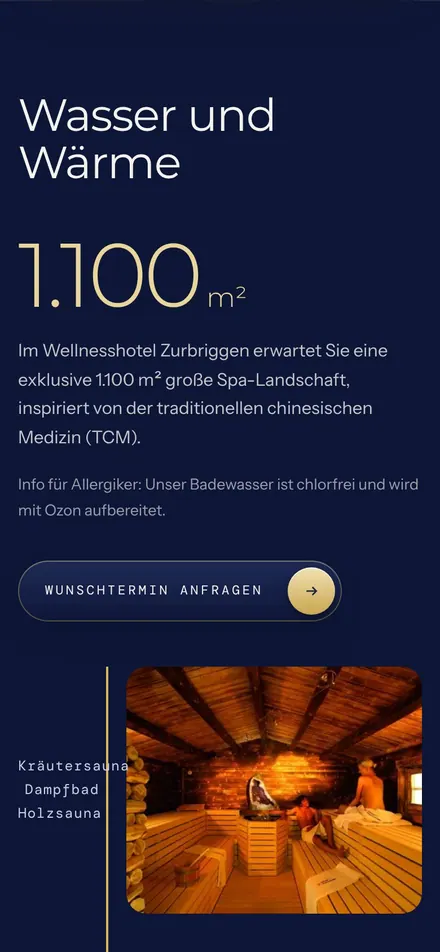 Wasser und
Wärme
1.100 m²
Im Wellnesshotel Zurbriggen erwartet Sie eine
exklusive 1.100 m² große Spa-Landschaft,
inspiriert von der traditionellen chinesischen
Medizin (TCM).
Info für Allergiker: Unser Badewasser ist chlorfrei und wird
mit Ozon aufbereitet.
WUNSCHTERMIN ANFRAGEN
Kräutersauna
Dampfbad
Holzsauna